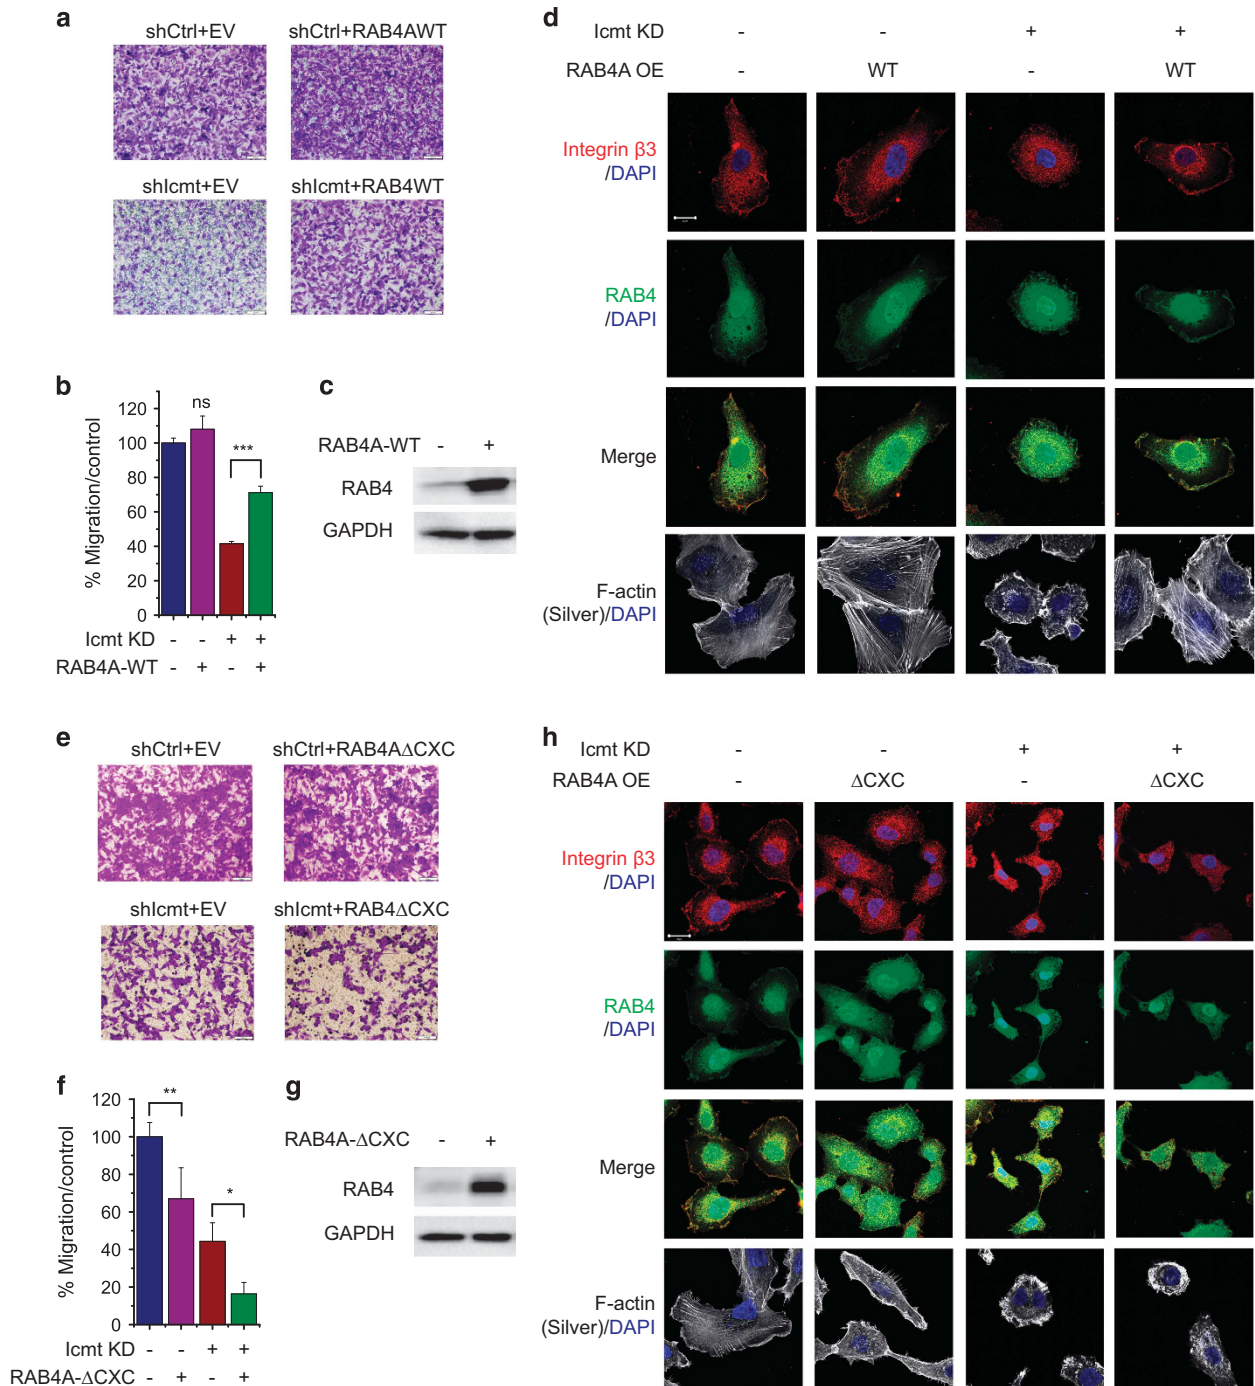 a
shCtrl+EV
shCtrl+RAB4AWT
shIcmt+EV
shIcmt+RAB4WT
b
% Migration/control
120
100
80
60
40
20
0
ns
***
Icmt KD - - + +
RAB4A-WT - + - +
c
RAB4A-WT - +
RAB4
GAPDH
d
Icmt KD - - + +
RAB4A OE - WT - WT
Integrin β3
/DAPI
RAB4
/DAPI
Merge
F-actin
(Silver)/DAPI
e
shCtrl+EV
shCtrl+RAB4AΔCXC
shIcmt+EV
shIcmt+RAB4ΔCXC
f
% Migration/control
120
100
80
60
40
20
0
**
*
Icmt KD - - + +
RAB4A-ΔCXC - + - +
g
RAB4A-ΔCXC - +
RAB4
GAPDH
h
Icmt KD - - + +
RAB4A OE - ΔCXC - ΔCXC
Integrin β3
/DAPI
RAB4
/DAPI
Merge
F-actin
(Silver)/DAPI